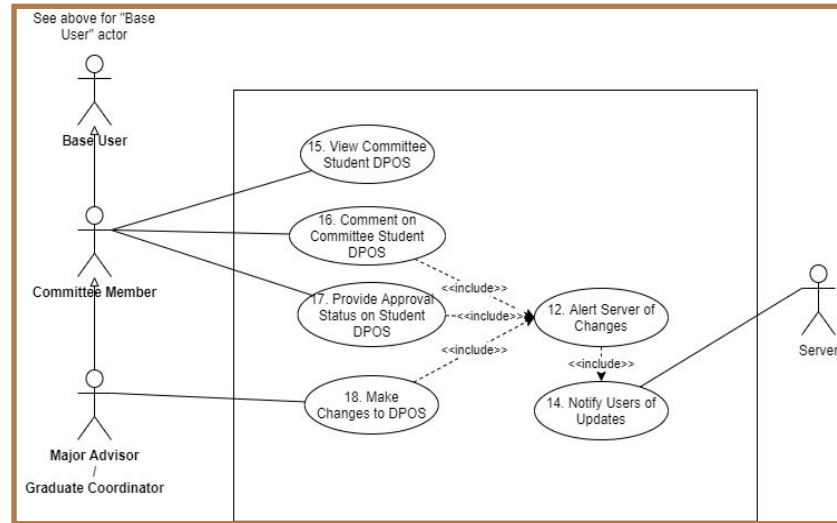 See above for "Base
User" actor
Base User
15. View Committee
Student DPOS
16. Comment on
Committee Student
DPOS
Committee Member
<<include>>
17. Provide Approval
Status on Student
DPOS
<<include>>
12. Alert Server of
Changes
Server
<<include>>
<<include>>
18. Make
Changes to DPOS
14. Notify Users of
Updates
Major Advisor
/
Graduate Coordinator